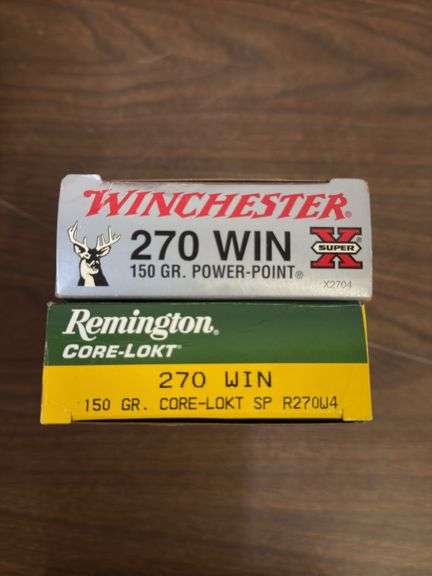 WINCHESTER®
270 WIN
150 GR. POWER-POINT®
SUPER X®
X2704
Remington®
CORE-LOKT®
270 WIN
150 GR. CORE-LOKT SP R270W4